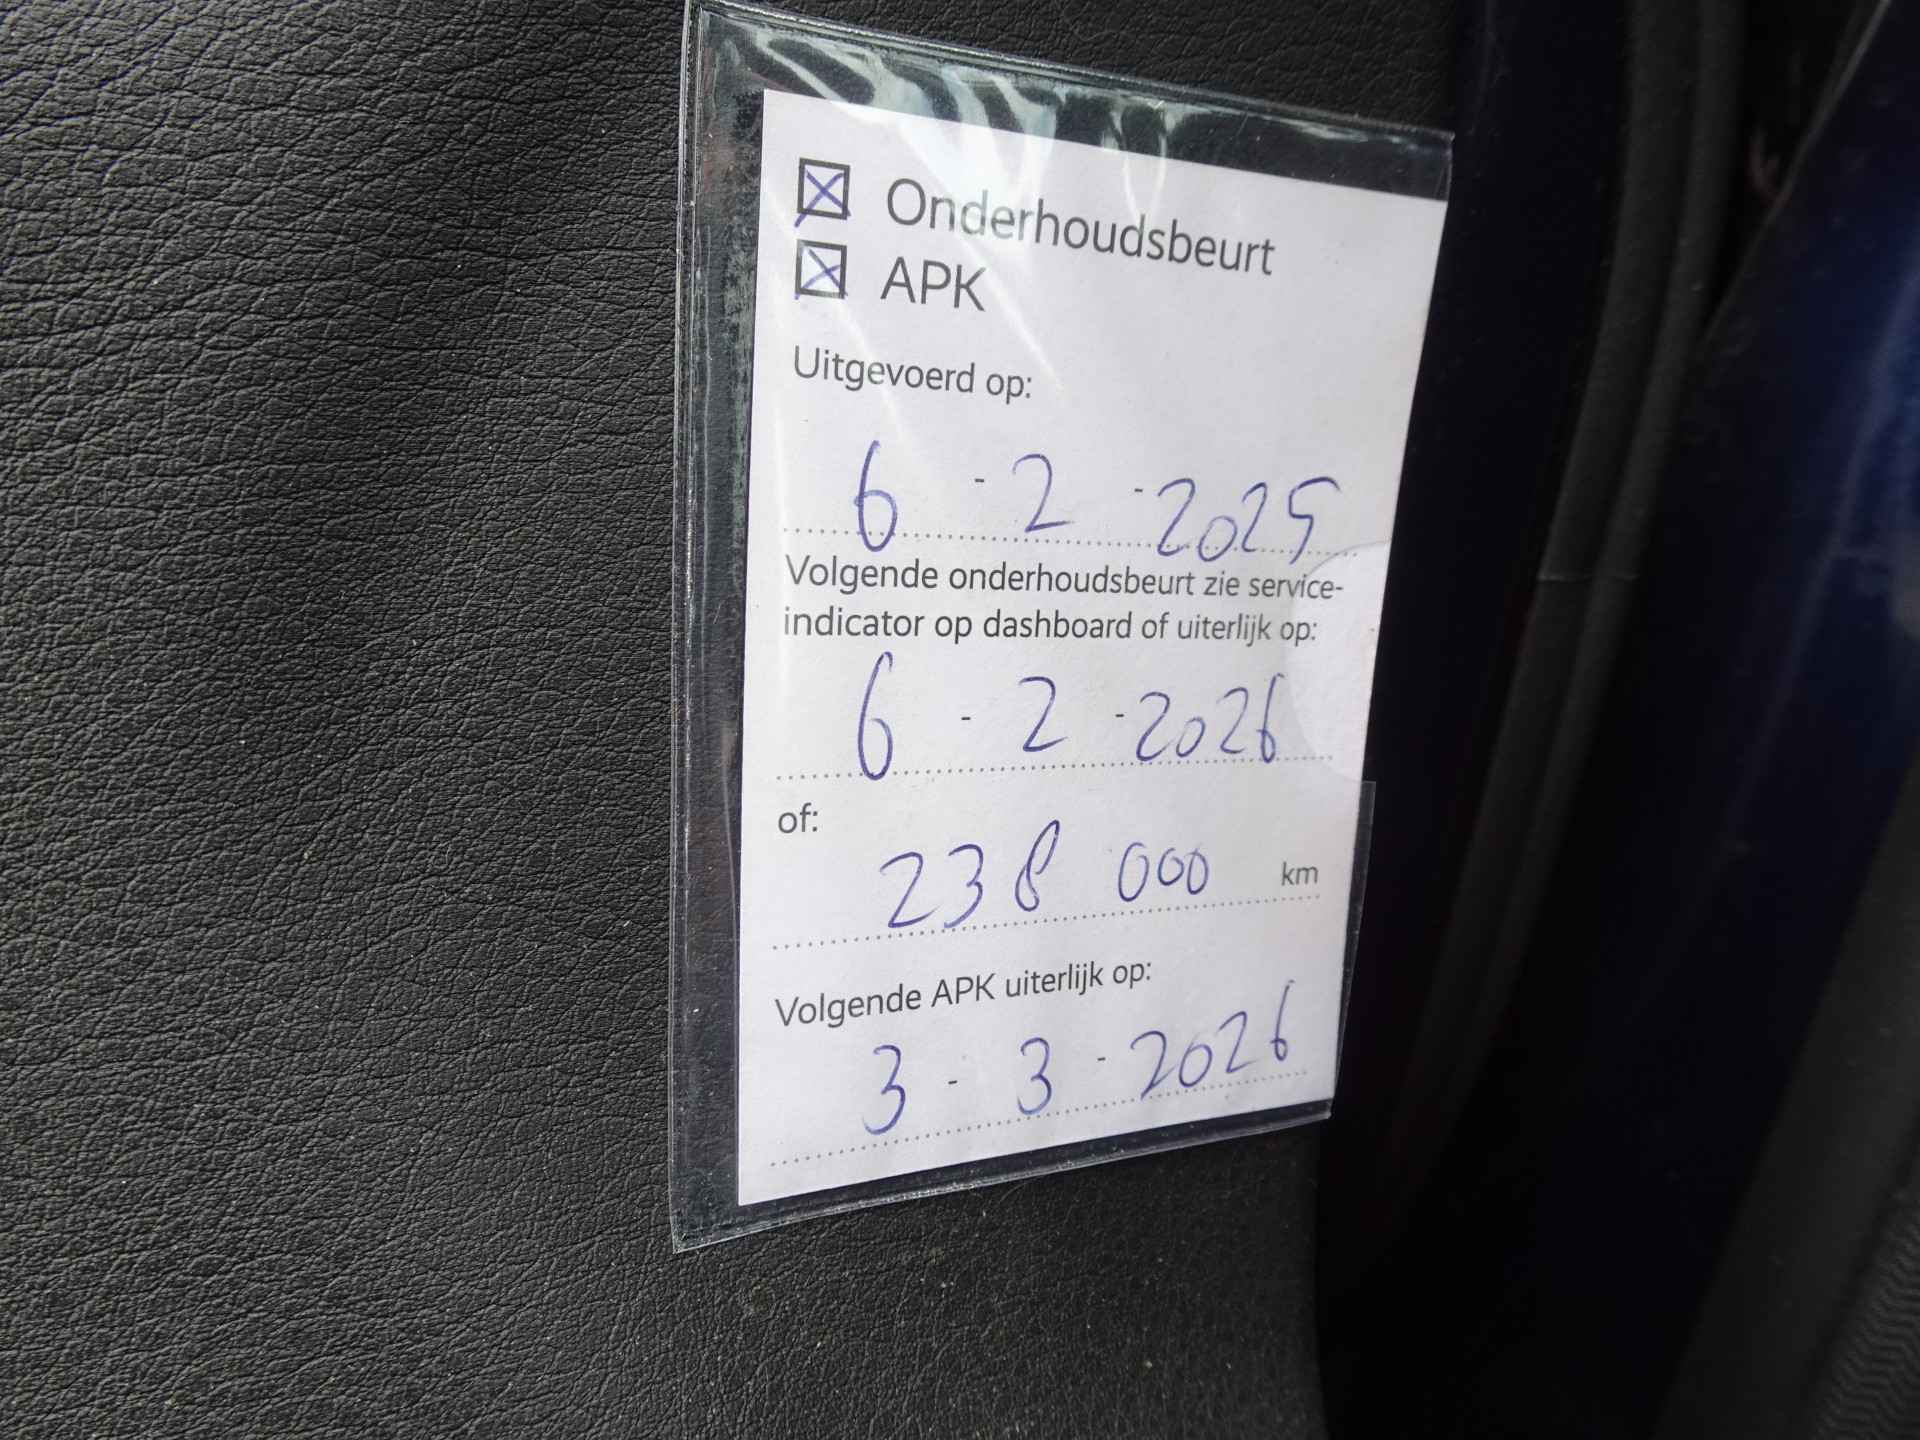 Onderhoudsbeurt
APK
Uitgevoerd op:
6 - 2 - 2025
Volgende onderhoudsbeurt zie service-
indicator op dashboard of uiterlijk op:
6 - 2 - 2026
of:
238 000 km
Volgende APK uiterlijk op:
3 - 3 - 2026